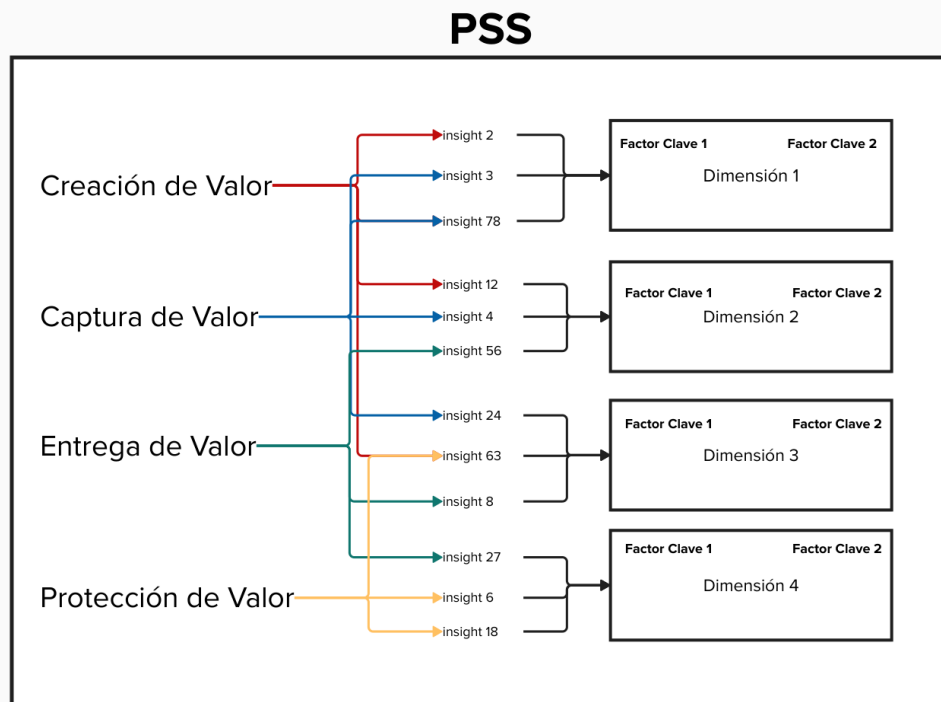 PSS
Creación de Valor
Captura de Valor
Entrega de Valor
Protección de Valor
insight 2
insight 3
insight 78
insight 12
insight 4
insight 56
insight 24
insight 63
insight 8
insight 27
insight 6
insight 18
Factor Clave 1 Factor Clave 2
Dimensión 1
Factor Clave 1 Factor Clave 2
Dimensión 2
Factor Clave 1 Factor Clave 2
Dimensión 3
Factor Clave 1 Factor Clave 2
Dimensión 4